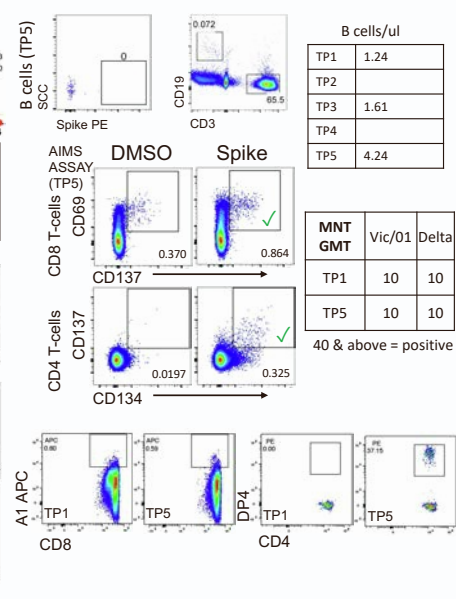 B cells (TP5)
SCC
0
Spike PE
0.072
CD19
65.5
CD3
B cells/ul
TP1 1.24
TP2
TP3 1.61
TP4
TP5 4.24
AIMS
ASSAY
(TP5)
DMSO Spike
CD8 T-cells
CD69
0.370
✓
0.864
CD137
CD4 T-cells
CD137
0.0197
✓
0.325
CD134
MNT
GMT Vic/01 Delta
TP1 10 10
TP5 10 10
40 & above = positive
A1 APC
APC
0.60
TP1
APC
0.59
TP5
CD8
DP4
PE
0.00
TP1
PE
37.15
TP5
CD4